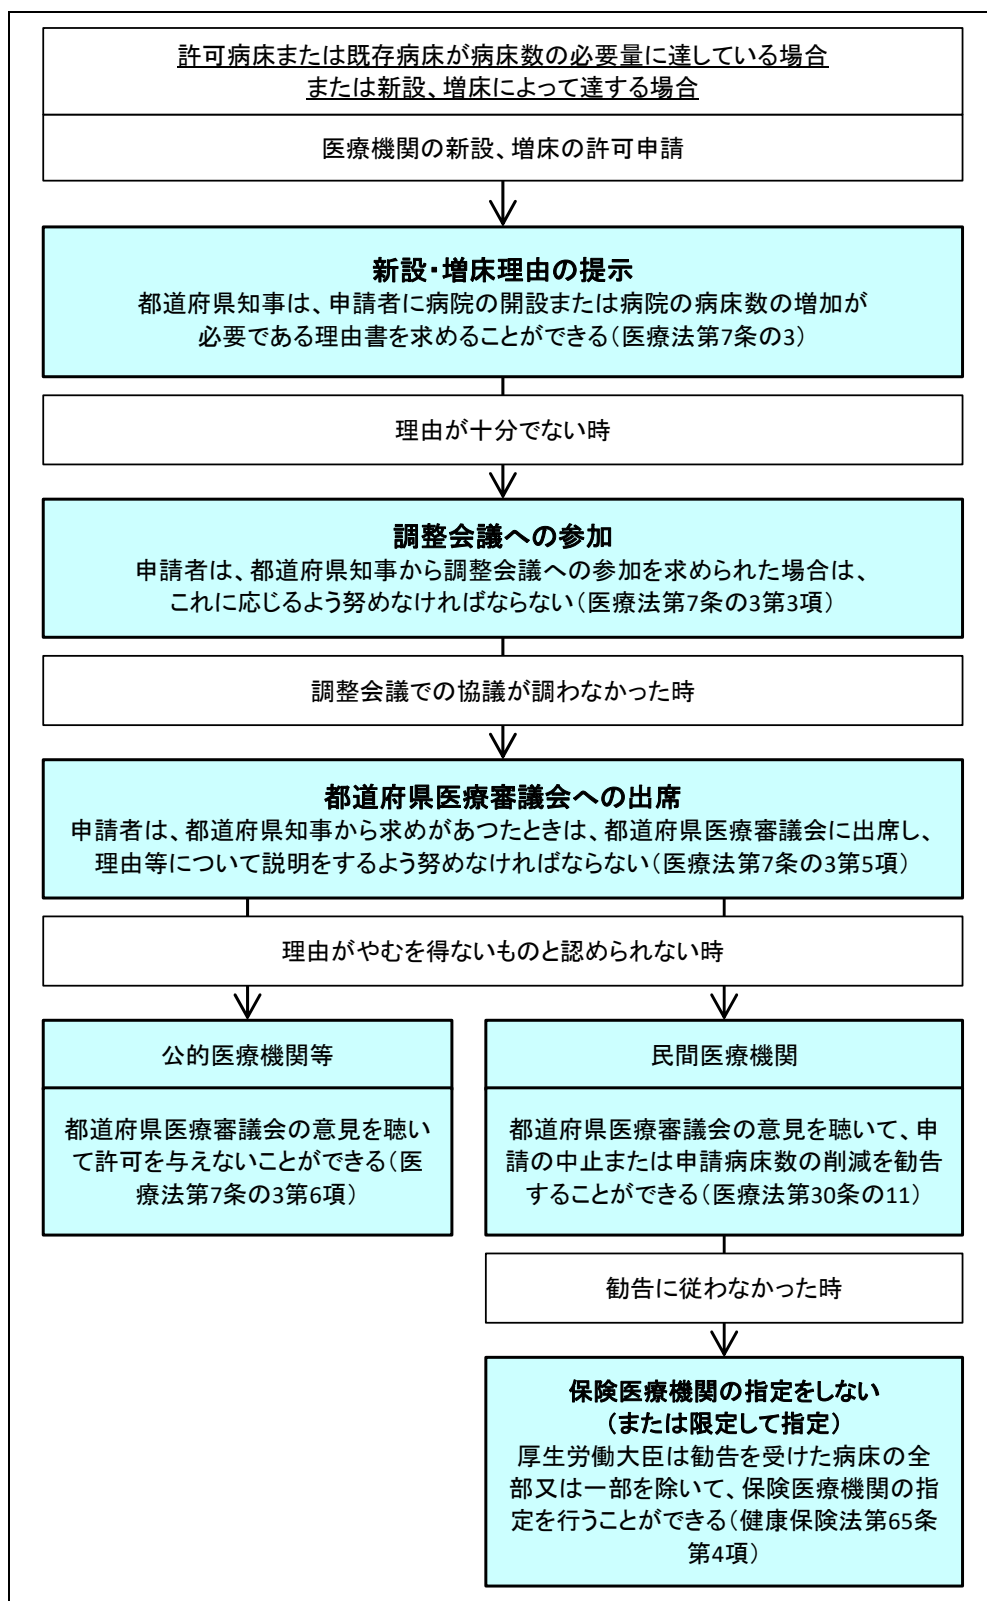 許可病床または既存病床が病床数の必要量に達している場合
または新設、増床によって達する場合
医療機関の新設、増床の許可申請
新設・増床理由の提示
都道府県知事は、申請者に病院の開設または病院の病床数の増加が
必要である理由書を求めることができる(医療法第7条の3)
理由が十分でない時
調整会議への参加
申請者は、都道府県知事から調整会議への参加を求められた場合は、
これに応じるよう努めなければならない(医療法第7条の3第3項)
調整会議での協議が調わなかった時
都道府県医療審議会への出席
申請者は、都道府県知事から求めがあつたときは、都道府県医療審議会に出席し、
理由等について説明をするよう努めなければならない(医療法第7条の3第5項)
理由がやむを得ないものと認められない時
公的医療機関等
都道府県医療審議会の意見を聴い
て許可を与えないことができる(医
療法第7条の3第6項)
民間医療機関
都道府県医療審議会の意見を聴いて、申
請の中止または申請病床数の削減を勧告
することができる(医療法第30条の11)
勧告に従わなかった時
保険医療機関の指定をしない
(または限定して指定)
厚生労働大臣は勧告を受けた病床の全
部又は一部を除いて、保険医療機関の指
定を行うことができる(健康保険法第65条
第4項)